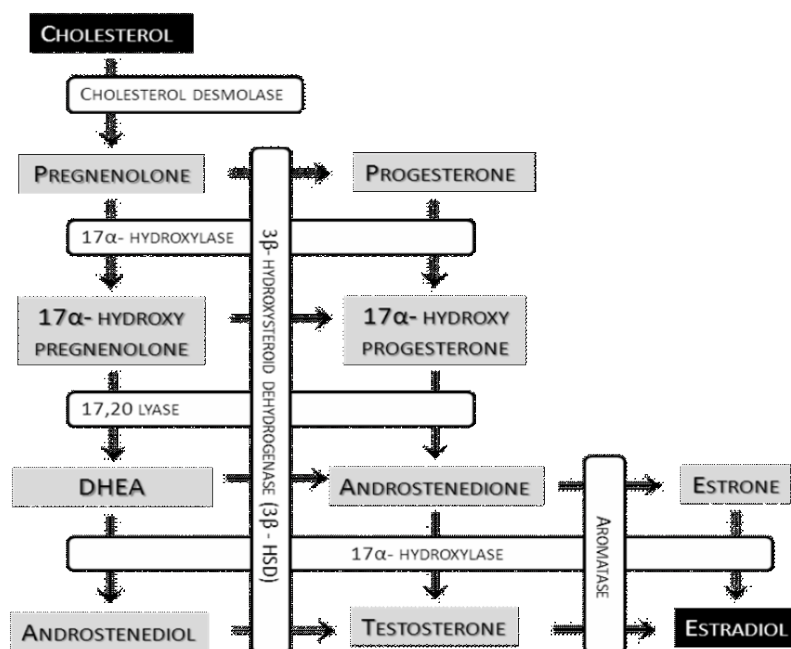 CHOLESTEROL
CHOLESTEROL DESMOLASE
PREGNENOLONE
PROGESTERONE
17α- HYDROXYLASE
3β- HYDROXYSTEROID DEHYDROGENASE (3β - HSD)
17α- HYDROXY
PREGNENOLONE
17α- HYDROXY
PROGESTERONE
17,20 LYASE
DHEA
ANDROSTENEDIONE
ESTRONE
AROMATASE
17α- HYDROXYLASE
ANDROSTENEDIOL
TESTOSTERONE
ESTRADIOL